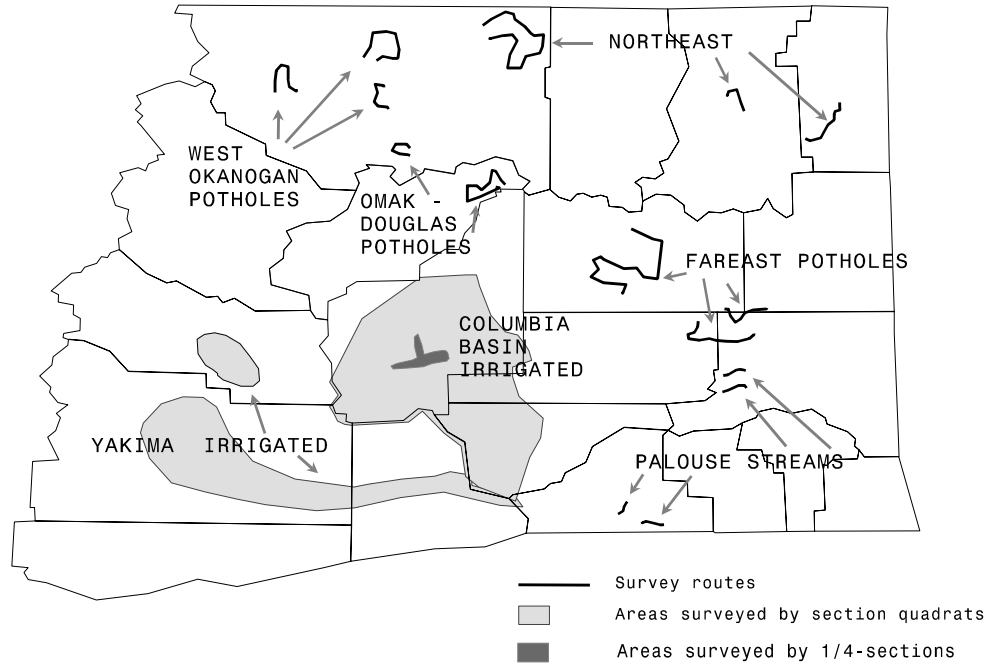 NORTHEAST
WEST
OKANOGAN
POTHOLES
OMAK -
DOUGLAS
POTHOLES
FAREAST POTHOLES
COLUMBIA
BASIN
IRRIGATED
YAKIMA IRRIGATED
PALOUSE STREAMS
Survey routes
Areas surveyed by section quadrats
Areas surveyed by 1/4-sections